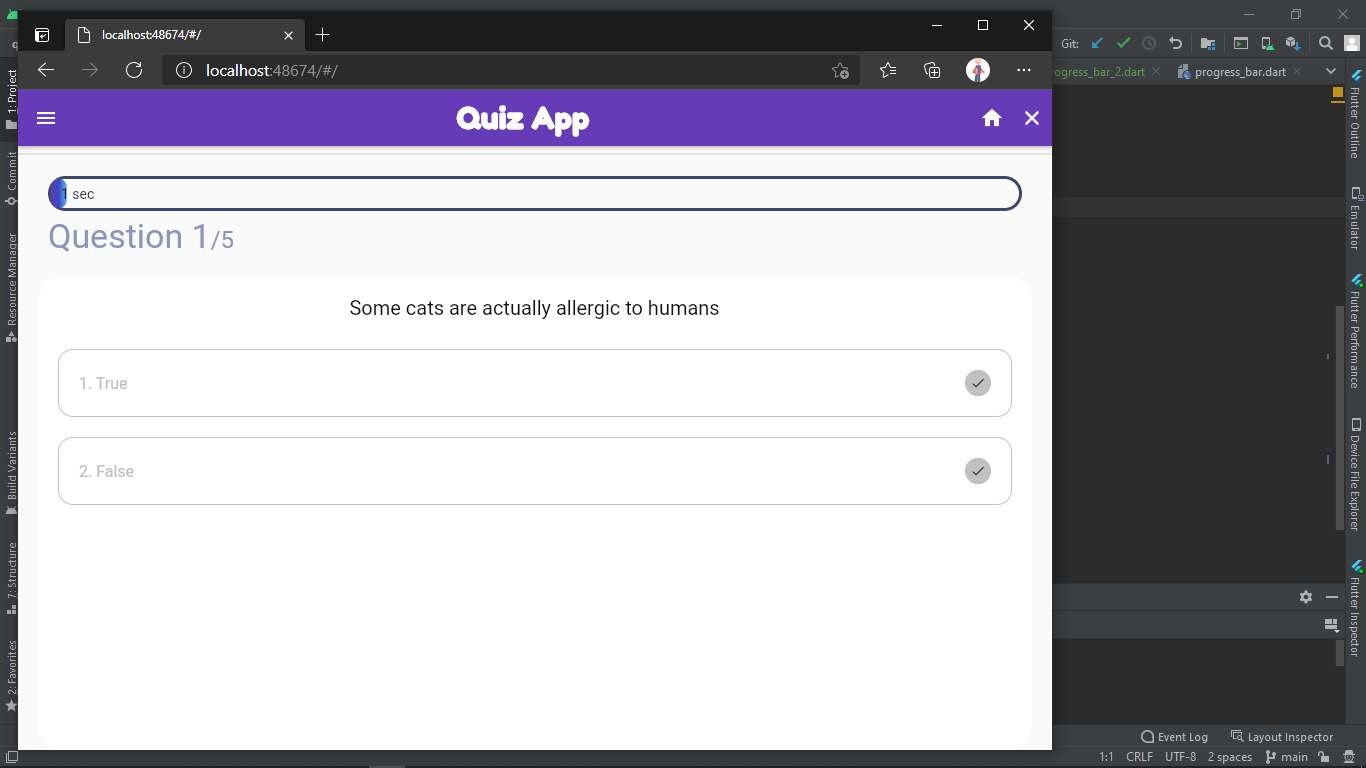 localhost:48674/#/
localhost:48674/#/
Quiz App
1 sec
Question 1/5
Some cats are actually allergic to humans
1. True
2. False
Git:
rogress_bar_2.dart
progress_bar.dart
1: Project
Commit
Resource Manager
Build Variants
7: Structure
2: Favorites
Flutter Outline
Emulator
Flutter Performance
Device File Explorer
Flutter Inspector
Event Log
Layout Inspector
1:1 CRLF UTF-8 2 spaces main